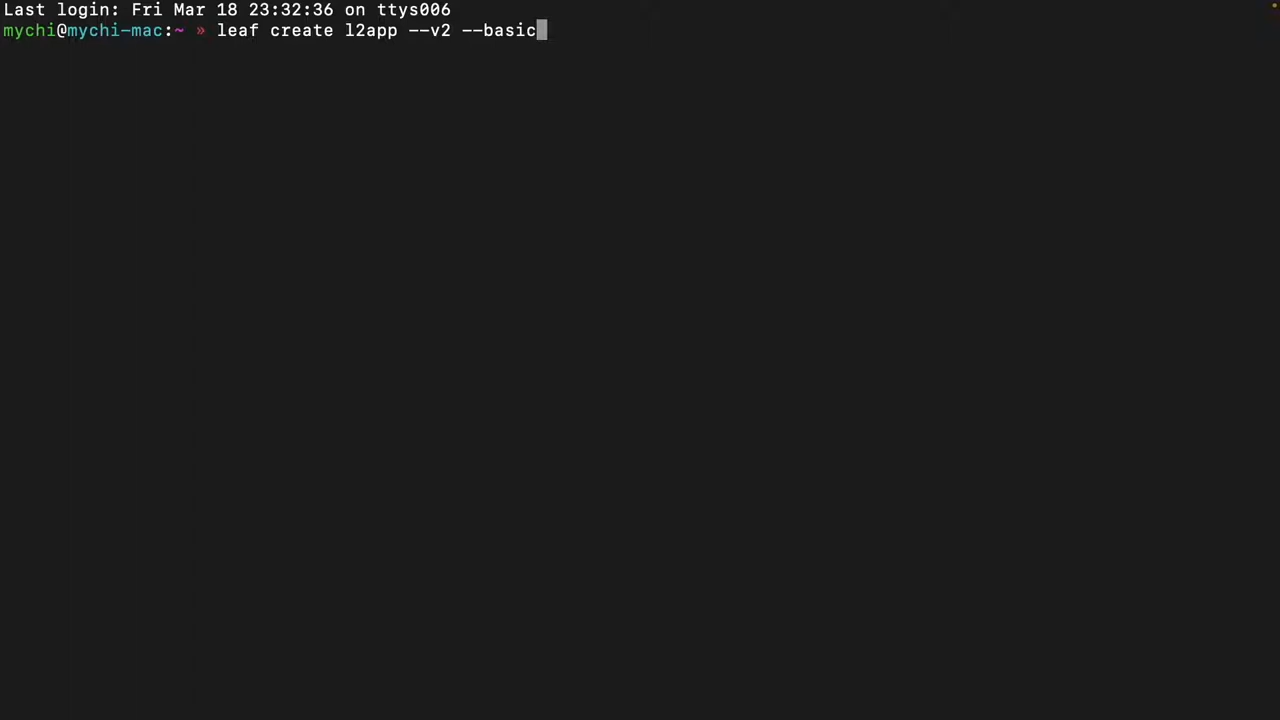 Last login: Fri Mar 18 23:32:36 on ttys006
mychi@mychi-mac:~ » leaf create l2app --v2 --basic